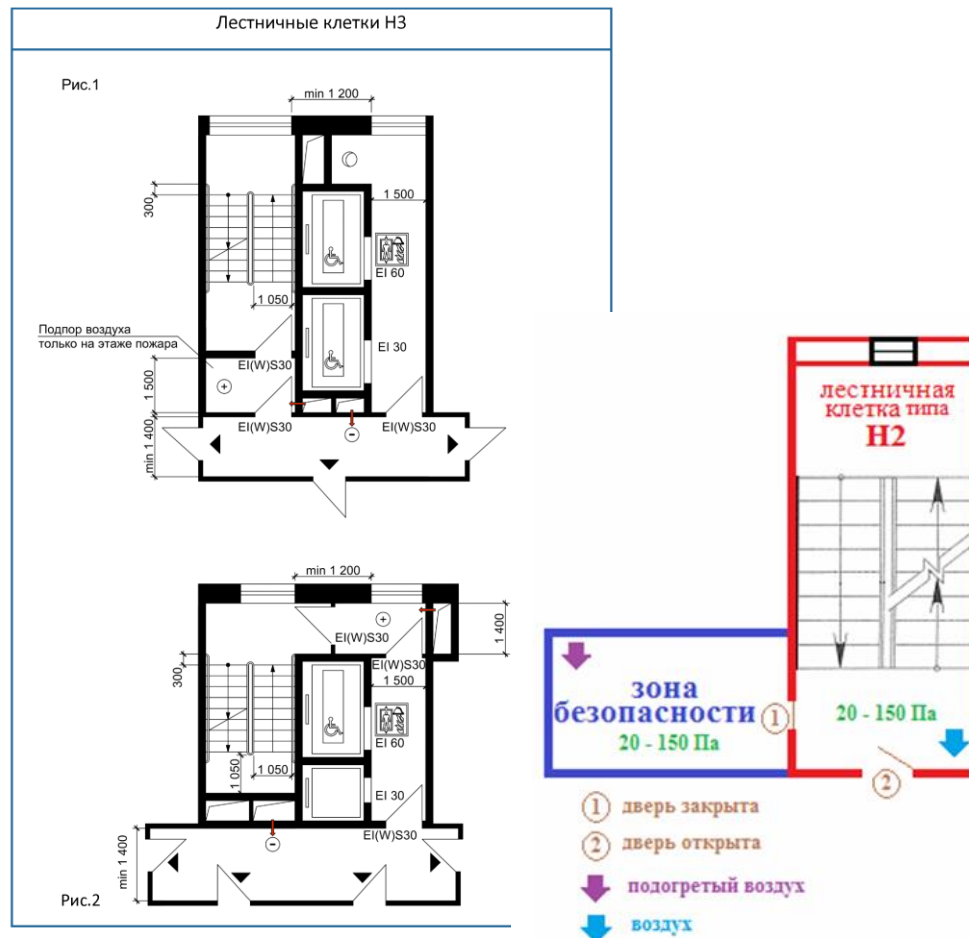 Лестничные клетки Н3
Рис.1
min 1 200
300
1 500
EI 60
1 050
Подпор воздуха
только на этаже пожара
EI 30
EI(W)S30
1 500
+
EI(W)S30
EI(W)S30
min 1 400
−
min 1 200
+
EI(W)S30
1 400
EI(W)S30
300
1 500
EI 60
1 050
1 050
EI 30
EI(W)S30
min 1 400
−
Рис.2
лестничная
клетка типа
Н2
зона
безопасности
20 - 150 Па
1
20 - 150 Па
2
1 дверь закрыта
2 дверь открыта
подогретый воздух
воздух